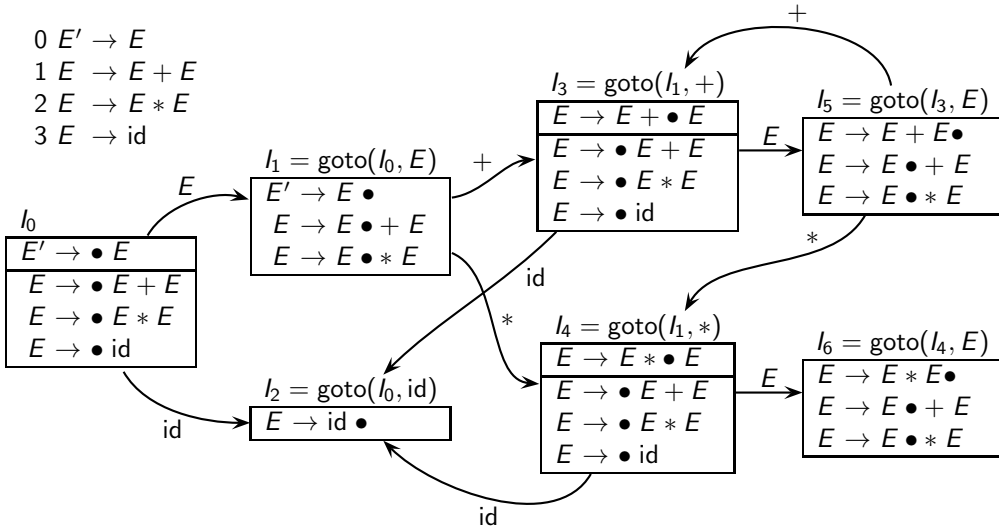 0 E′ → E
1 E → E + E
2 E → E ∗ E
3 E → id
I0
E′ → ● E
E → ● E + E
E → ● E ∗ E
E → ● id
E
id
I1 = goto(I0, E)
E′ → E ●
E → E ● + E
E → E ● ∗ E
+
∗
I2 = goto(I0, id)
E → id ●
I3 = goto(I1, +)
E → E + ● E
E → ● E + E
E → ● E ∗ E
E → ● id
id
E
I4 = goto(I1, ∗)
E → E ∗ ● E
E → ● E + E
E → ● E ∗ E
E → ● id
id
E
+
I5 = goto(I3, E)
E → E + E●
E → E ● + E
E → E ● ∗ E
∗
I6 = goto(I4, E)
E → E ∗ E●
E → E ● + E
E → E ● ∗ E